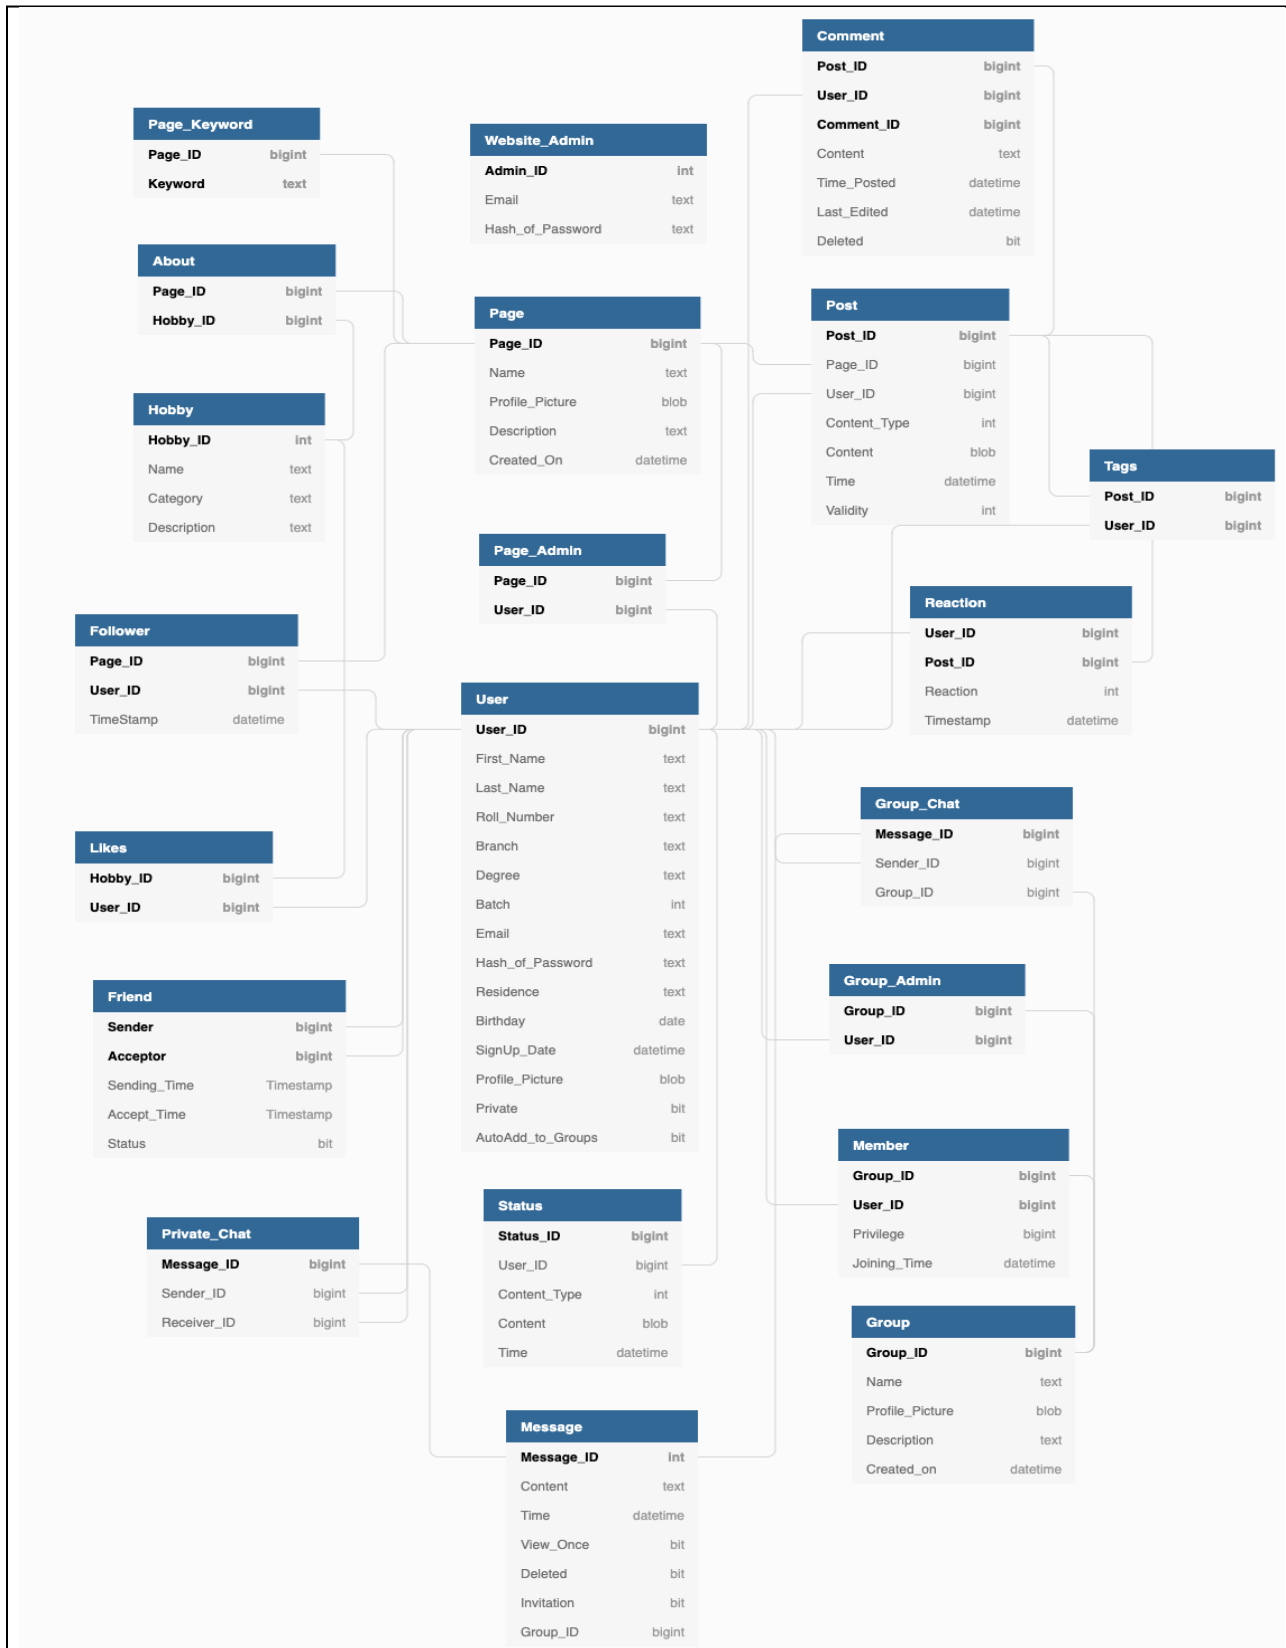 Comment
Post_ID bigint
User_ID bigint
Comment_ID bigint
Content text
Time_Posted datetime
Last_Edited datetime
Deleted bit
Page_Keyword
Page_ID bigint
Keyword text
Website_Admin
Admin_ID int
Email text
Hash_of_Password text
About
Page_ID bigint
Hobby_ID bigint
Page
Page_ID bigint
Name text
Profile_Picture blob
Description text
Created_On datetime
Post
Post_ID bigint
Page_ID bigint
User_ID bigint
Content_Type int
Content blob
Time datetime
Validity int
Hobby
Hobby_ID int
Name text
Category text
Description text
Tags
Post_ID bigint
User_ID bigint
Page_Admin
Page_ID bigint
User_ID bigint
Reaction
User_ID bigint
Post_ID bigint
Reaction int
Timestamp datetime
Follower
Page_ID bigint
User_ID bigint
TimeStamp datetime
User
User_ID bigint
First_Name text
Last_Name text
Roll_Number text
Branch text
Degree text
Batch int
Email text
Hash_of_Password text
Residence text
Birthday date
SignUp_Date datetime
Profile_Picture blob
Private bit
AutoAdd_to_Groups bit
Group_Chat
Message_ID bigint
Sender_ID bigint
Group_ID bigint
Likes
Hobby_ID bigint
User_ID bigint
Group_Admin
Group_ID bigint
User_ID bigint
Friend
Sender bigint
Acceptor bigint
Sending_Time Timestamp
Accept_Time Timestamp
Status bit
Member
Group_ID bigint
User_ID bigint
Privilege bigint
Joining_Time datetime
Status
Status_ID bigint
User_ID bigint
Content_Type int
Content blob
Time datetime
Private_Chat
Message_ID bigint
Sender_ID bigint
Receiver_ID bigint
Group
Group_ID bigint
Name text
Profile_Picture blob
Description text
Created_on datetime
Message
Message_ID int
Content text
Time datetime
View_Once bit
Deleted bit
Invitation bit
Group_ID bigint